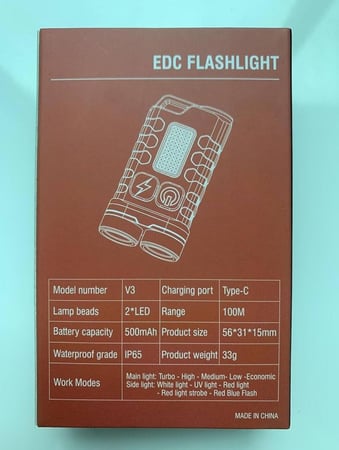 EDC FLASHLIGHT
Model number V3 Charging port Type-C
Lamp beads 2*LED Range 100M
Battery capacity 500mAh Product size 56*31*15mm
Waterproof grade IP65 Product weight 33g
Work Modes Main light: Turbo - High - Medium- Low -Economic
Side light: White light - UV light - Red light
- Red light strobe - Red Blue Flash
MADE IN CHINA